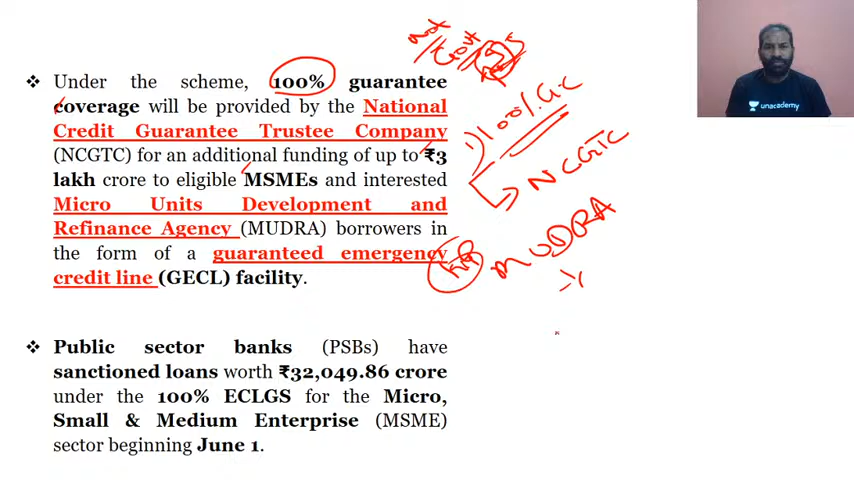 ❖ Under the scheme, 100% guarantee
coverage will be provided by the National
Credit Guarantee Trustee Company
(NCGTC) for an additional funding of up to ₹3
lakh crore to eligible MSMEs and interested
Micro Units Development and
Refinance Agency (MUDRA) borrowers in
the form of a guaranteed emergency
credit line (GECL) facility.
❖ Public sector banks (PSBs) have
sanctioned loans worth ₹32,049.86 crore
under the 100% ECLGS for the Micro,
Small & Medium Enterprise (MSME)
sector beginning June 1.
1) 100% G.C
NCGTC
MUDRA
unacademy